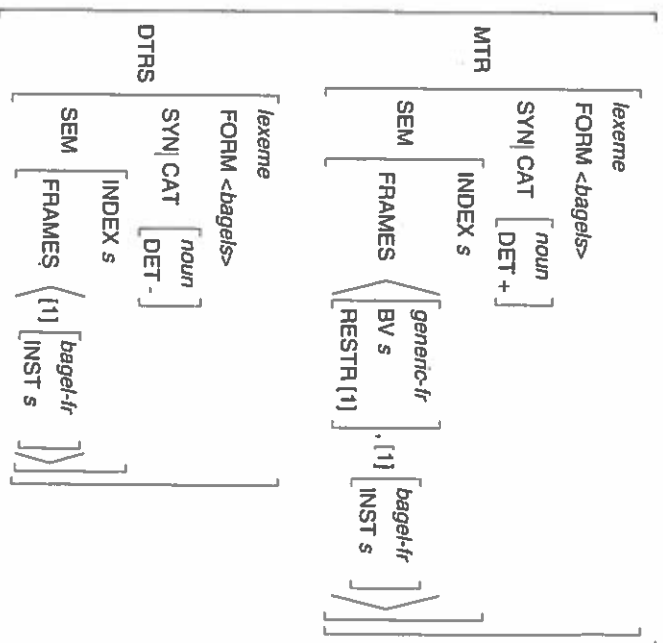 MTR
lexeme
FORM <bagels>
SYN| CAT
noun
DET +
SEM
INDEX s
FRAMES
generic-fr
BV s
RESTR [1]
, [1]
bagel-fr
INST s
DTRS
lexeme
FORM <bagels>
SYN| CAT
noun
DET -
SEM
INDEX s
FRAMES
[1]
bagel-fr
INST s